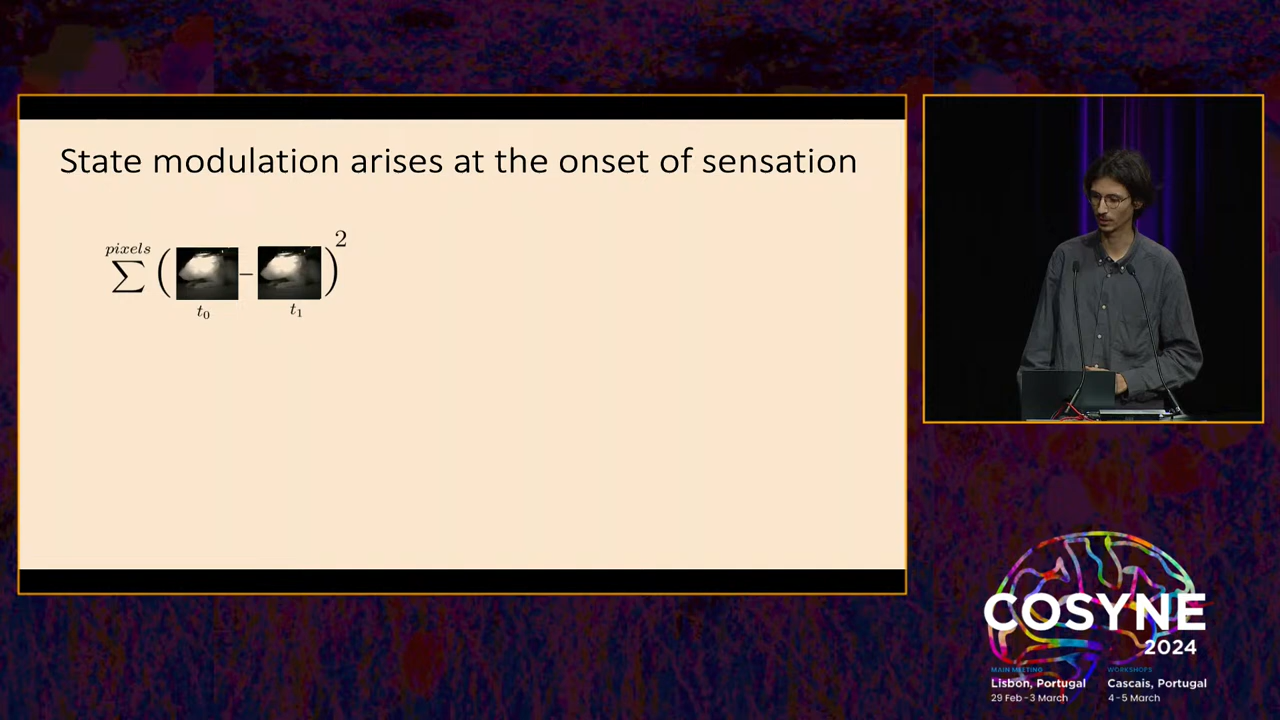 State modulation arises at the onset of sensation
pixels
∑ ( − )²
t₀ t₁
COSYNE
2024
MAIN MEETING
Lisbon, Portugal
29 Feb - 3 March
WORKSHOPS
Cascais, Portugal
4 - 5 March